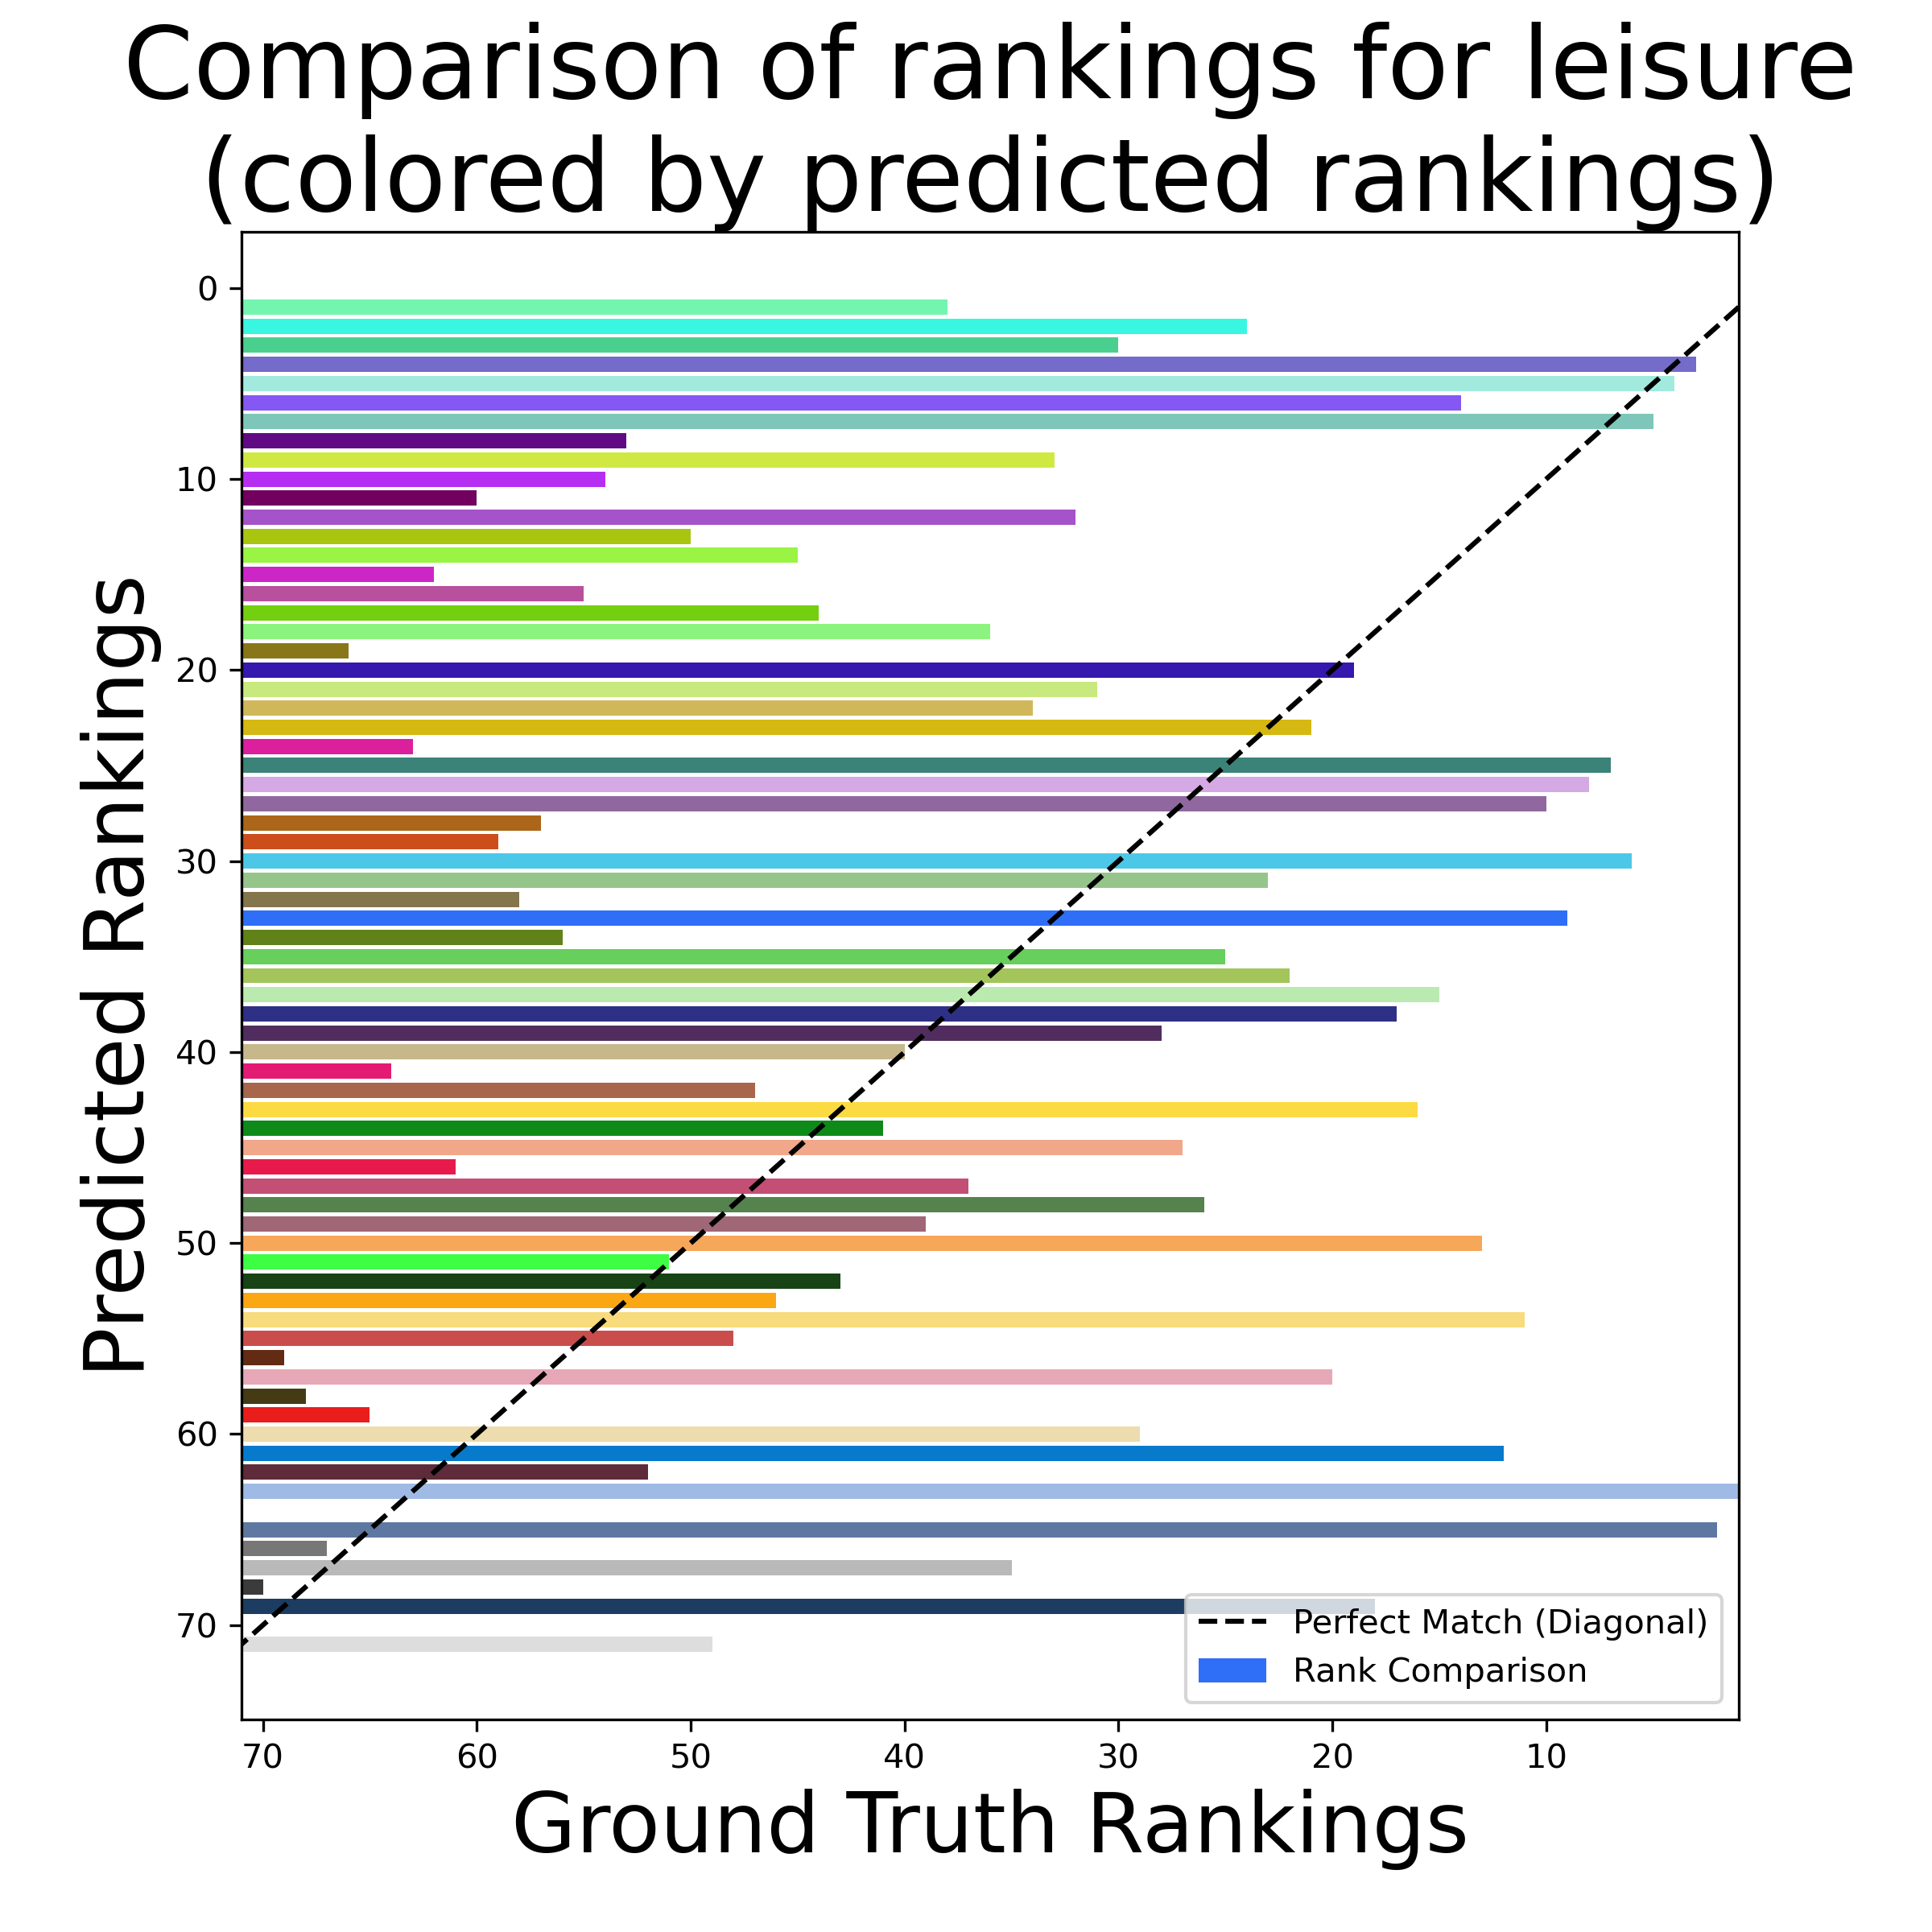 Comparison of rankings for leisure
(colored by predicted rankings)
Predicted Rankings
0
10
20
30
40
50
60
70
70 60 50 40 30 20 10
Ground Truth Rankings
Perfect Match (Diagonal)
Rank Comparison